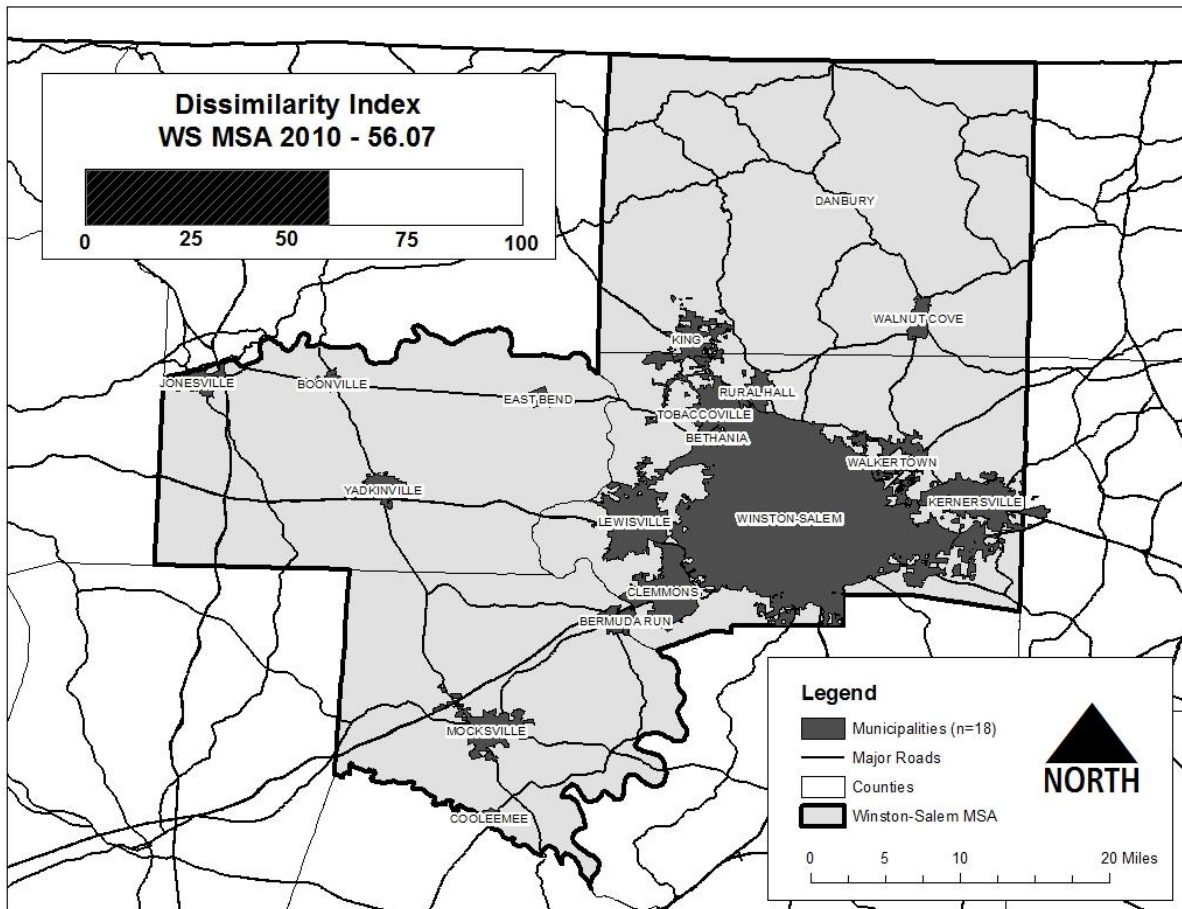 Dissimilarity Index
WS MSA 2010 - 56.07
0 25 50 75 100
DANBURY
WALNUT COVE
KING
JONESVILLE
BOONVILLE
EAST BEND
RURAL HALL
TOBACCOVILLE
BETHANIA
WALKERTOWN
YADKINVILLE
KERNERSVILLE
LEWISVILLE
WINSTON-SALEM
CLEMMONS
BERMUDA RUN
MOCKSVILLE
COOLEEMEE
Legend
Municipalities (n=18)
Major Roads
Counties
Winston-Salem MSA
NORTH
0 5 10 20 Miles